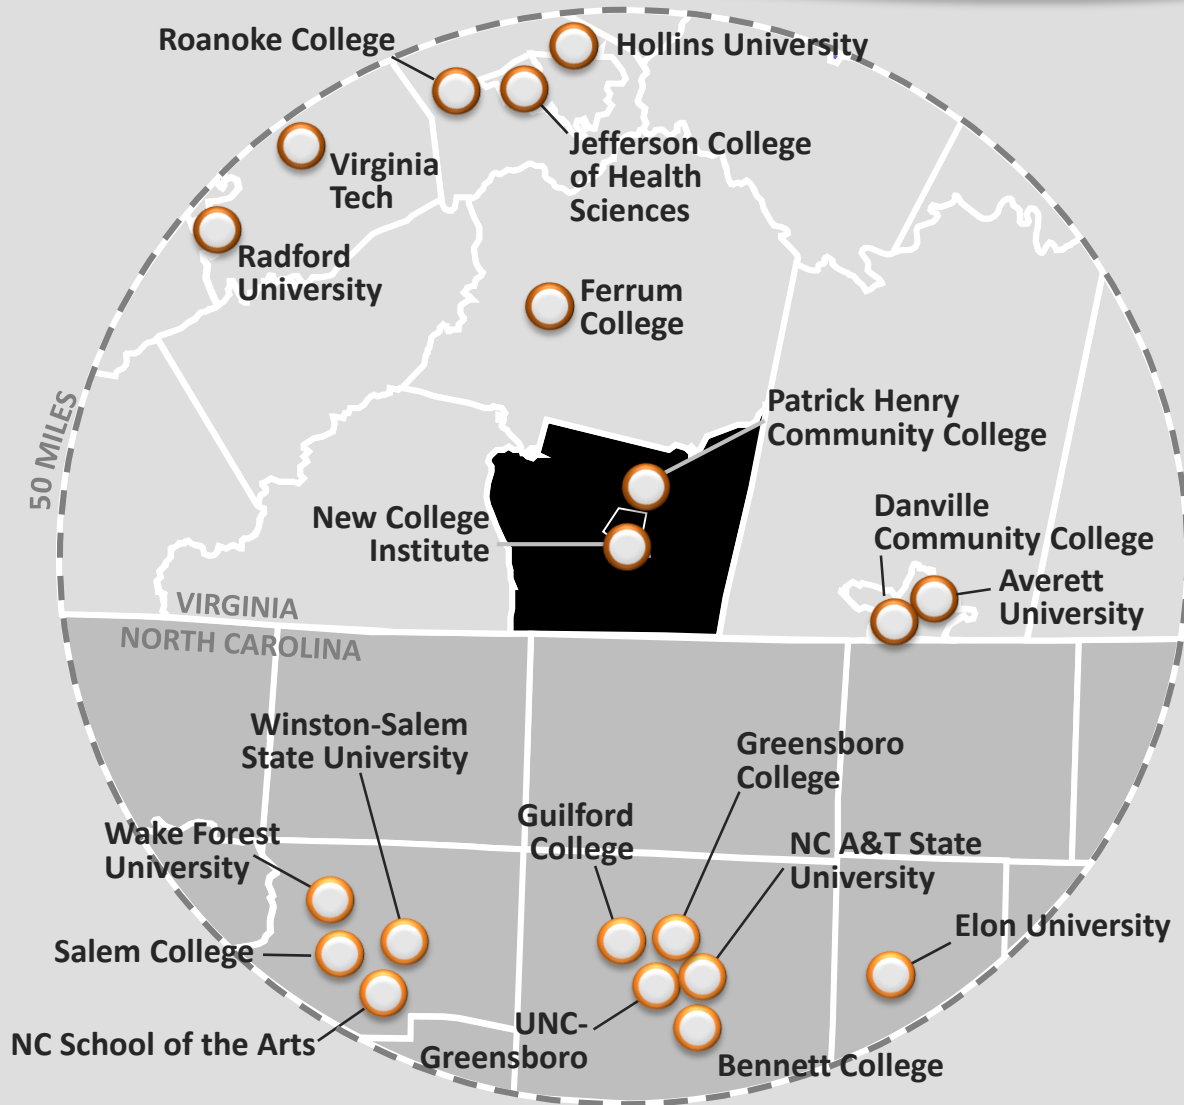 Roanoke College
Hollins University
Jefferson College
of Health
Sciences
Virginia
Tech
Radford
University
Ferrum
College
50 MILES
Patrick Henry
Community College
New College
Institute
Danville
Community College
Averett
University
VIRGINIA
NORTH CAROLINA
Winston-Salem
State University
Greensboro
College
Guilford
College
Wake Forest
University
NC A&T State
University
Elon University
Salem College
NC School of the Arts
UNC-
Greensboro
Bennett College